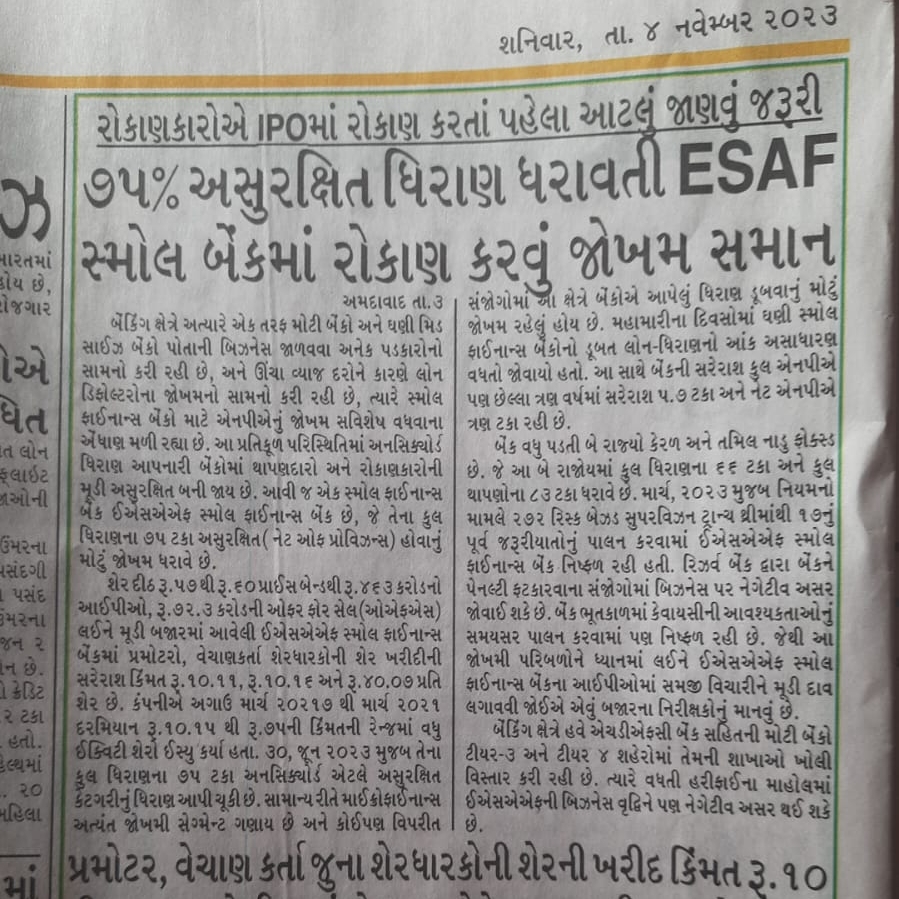 શનિવાર, તા. ૪ નવેમ્બર ૨૦૨૩
રોકાણકારોએ IPOમાં રોકાણ કરતાં પહેલા આટલું જાણવું જરૂરી
૭૫% અસુરક્ષિત ધિરાણ ધરાવતી ESAF
સ્મોલ બેંકમાં રોકાણ કરવું જોખમ સમાન
અમદાવાદ તા.૩
બેંકિંગ ક્ષેત્રે અત્યારે એક તરફ મોટી બેંકો અને ઘણી મિડ
સાઈઝ બેંકો પોતાની બિઝનેસ જાળવવા અનેક પડકારોનો
સામનો કરી રહી છે, અને ઊંચા વ્યાજ દરોને કારણે લોન
ડિફોલ્ટરોના જોખમનો સામનો કરી રહી છે, ત્યારે સ્મોલ
ફાઈનાન્સ બેંકો માટે એનપીએનું જોખમ સવિશેષ વધવાના
એંધાણ મળી રહ્યા છે. આ પ્રતિકૂળ પરિસ્થિતિમાં અનસિક્યોર્ડ
ધિરાણ આપનારી બેંકોમાં થાપણદારો અને રોકાણકારોની
મૂડી અસુરક્ષિત બની જાય છે. આવી જ એક સ્મોલ ફાઈનાન્સ
બેંક ઈએસએએફ સ્મોલ ફાઈનાન્સ બેંક છે, જે તેના કુલ
ધિરાણના ૭૫ ટકા અસુરક્ષિત( નેટ ઓફ પ્રોવિઝન્સ) હોવાનું
મોટું જોખમ ધરાવે છે.
શેર દીઠ રૂ.૫૭ થી રૂ.૬૦ પ્રાઈસ બેન્ડથી રૂ.૪૬૩ કરોડનો
આઈપીઓ, રૂ.૭૨.૩ કરોડની ઓફર ફોર સેલ(ઓએફએસ)
લઈને મૂડી બજારમાં આવેલી ઈએસએએફ સ્મોલ ફાઈનાન્સ
બેંકમાં પ્રમોટરો, વેચાણકર્તા શેરધારકોની શેર ખરીદીની
સરેરાશ કિંમત રૂ.૧૦.૧૧, રૂ.૧૦.૧૬ અને રૂ.૪૦.૦૭ પ્રતિ
શેર છે. કંપનીએ અગાઉ માર્ચ ૨૦૨૧૭ થી માર્ચ ૨૦૨૧
દરમિયાન રૂ.૧૦.૧૫ થી રૂ.૭૫ની કિંમતની રેન્જમાં વધુ
ઈક્વિટી શેરો ઈસ્યુ કર્યા હતા. ૩૦, જૂન ૨૦૨૩ મુજબ તેના
કુલ ધિરાણના ૭૫ ટકા અનસિક્યોર્ડ એટલે અસુરક્ષિત
કેટગરીનું ધિરાણ આપી ચૂકી છે. સામાન્ય રીતે માઈક્રોફાઈનાન્સ
અત્યંત જોખમી સેગ્મેન્ટ ગણાય છે અને કોઈપણ વિપરીત
સંજોગોમાં આ ક્ષેત્રે બેંકોએ આપેલું ધિરાણ ડૂબવાનું મોટું
જોખમ રહેલું હોય છે. મહામારીના દિવસોમાં ઘણી સ્મોલ
ફાઈનાન્સ બેંકોનો ડૂબત લોન-ધિરાણનો આંક અસાધારણ
વધતો જોવાયો હતો. આ સાથે બેંકની સરેરાશ કુલ એનપીએ
પણ છેલ્લા ત્રણ વર્ષમાં સરેરાશ ૫.૭ ટકા અને નેટ એનપીએ
ત્રણ ટકા રહી છે.
બેંક વધુ પડતી બે રાજ્યો કેરળ અને તમિલ નાડુ ફોકસ્ડ
છે. જે આ બે રાજોયમાં કુલ ધિરાણના ૬૬ ટકા અને કુલ
થાપણોના ૮૩ ટકા ધરાવે છે. માર્ચ, ૨૦૨૩ મુજબ નિયમનો
મામલે ૨૭૨ રિસ્ક બેઝડ સુપરવિઝન ટ્રાન્ચ થ્રીમાંથી ૧૭નું
પૂર્વ જરૂરીયાતોનું પાલન કરવામાં ઈએસએએફ સ્મોલ
ફાઈનાન્સ બેંક નિષ્ફળ રહી હતી. રિઝર્વ બેંક દ્વારા બેંકને
પેનલ્ટી ફટકારવાના સંજોગોમાં બિઝનેસ પર નેગેટીવ અસર
જોવાઈ શકે છે. બેંક ભૂતકાળમાં કેવાયસીની આવશ્યકતાઓનું
સમયસર પાલન કરવામાં પણ નિષ્ફળ રહી છે. જેથી આ
જોખમી પરિબળોને ધ્યાનમાં લઈને ઈએસએએફ સ્મોલ
ફાઈનાન્સ બેંકના આઈપીઓમાં સમજી વિચારીને મૂડી દાવ
લગાવવી જોઈએ એવું બજારના નિરીક્ષકોનું માનવું છે.
બેંકિંગ ક્ષેત્રે હવે એચડીએફસી બેંક સહિતની મોટી બેંકો
ટીયર-૩ અને ટીયર ૪ શહેરોમાં તેમની શાખાઓ ખોલી
વિસ્તાર કરી રહી છે. ત્યારે વધતી હરીફાઈના માહોલમાં
ઈએસએએફની બિઝનેસ વૃદ્ધિને પણ નેગેટીવ અસર થઈ શકે
છે.
પ્રમોટર, વેચાણ કર્તા જુના શેરધારકોની શેરની ખરીદ કિંમત રૂ.૧૦